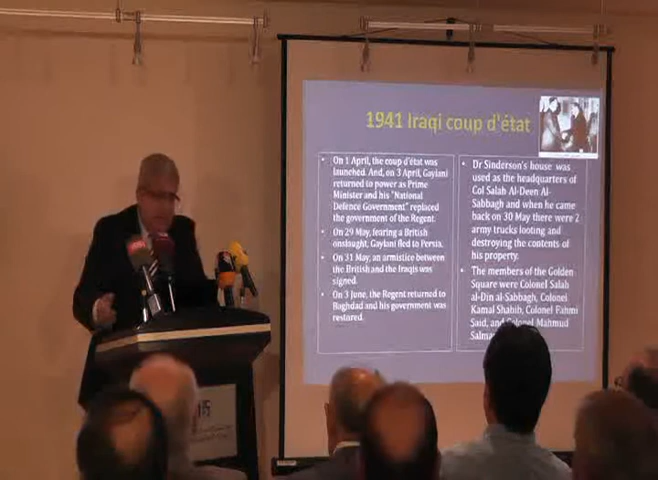 1941 Iraqi coup d'état
On 1 April, the coup d'état was
launched. And, on 3 April, Gaylani
returned to power as Prime
Minister and his "National
Defence Government" replaced
the government of the Regent.
On 29 May, fearing a British
onslaught, Gaylani fled to Persia.
On 31 May, an armistice between
the British and the Iraqis was
signed.
On 3 June, the Regent returned to
Baghdad and his government was
restored.
Dr Sinderson's house was
used as the headquarters of
Col Salah Al-Deen Al-
Sabbagh and when he came
back on 30 May there were 2
army trucks looting and
destroying the contents of
his property.
The members of the Golden
Square were Colonel Salah
al-Din al-Sabbagh, Colonel
Kamal Shabib, Colonel Fahmi
Said, and Colonel Mahmud